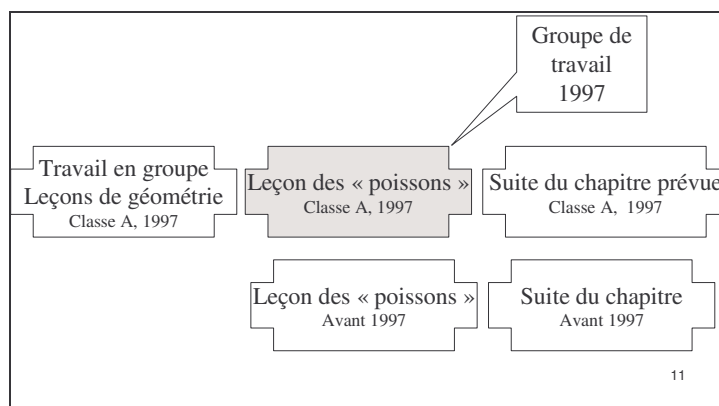 Groupe de
travail
1997
Travail en groupe
Leçons de géométrie
Classe A, 1997
Leçon des « poissons »
Classe A, 1997
Suite du chapitre prévue
Classe A, 1997
Leçon des « poissons »
Avant 1997
Suite du chapitre
Avant 1997
11